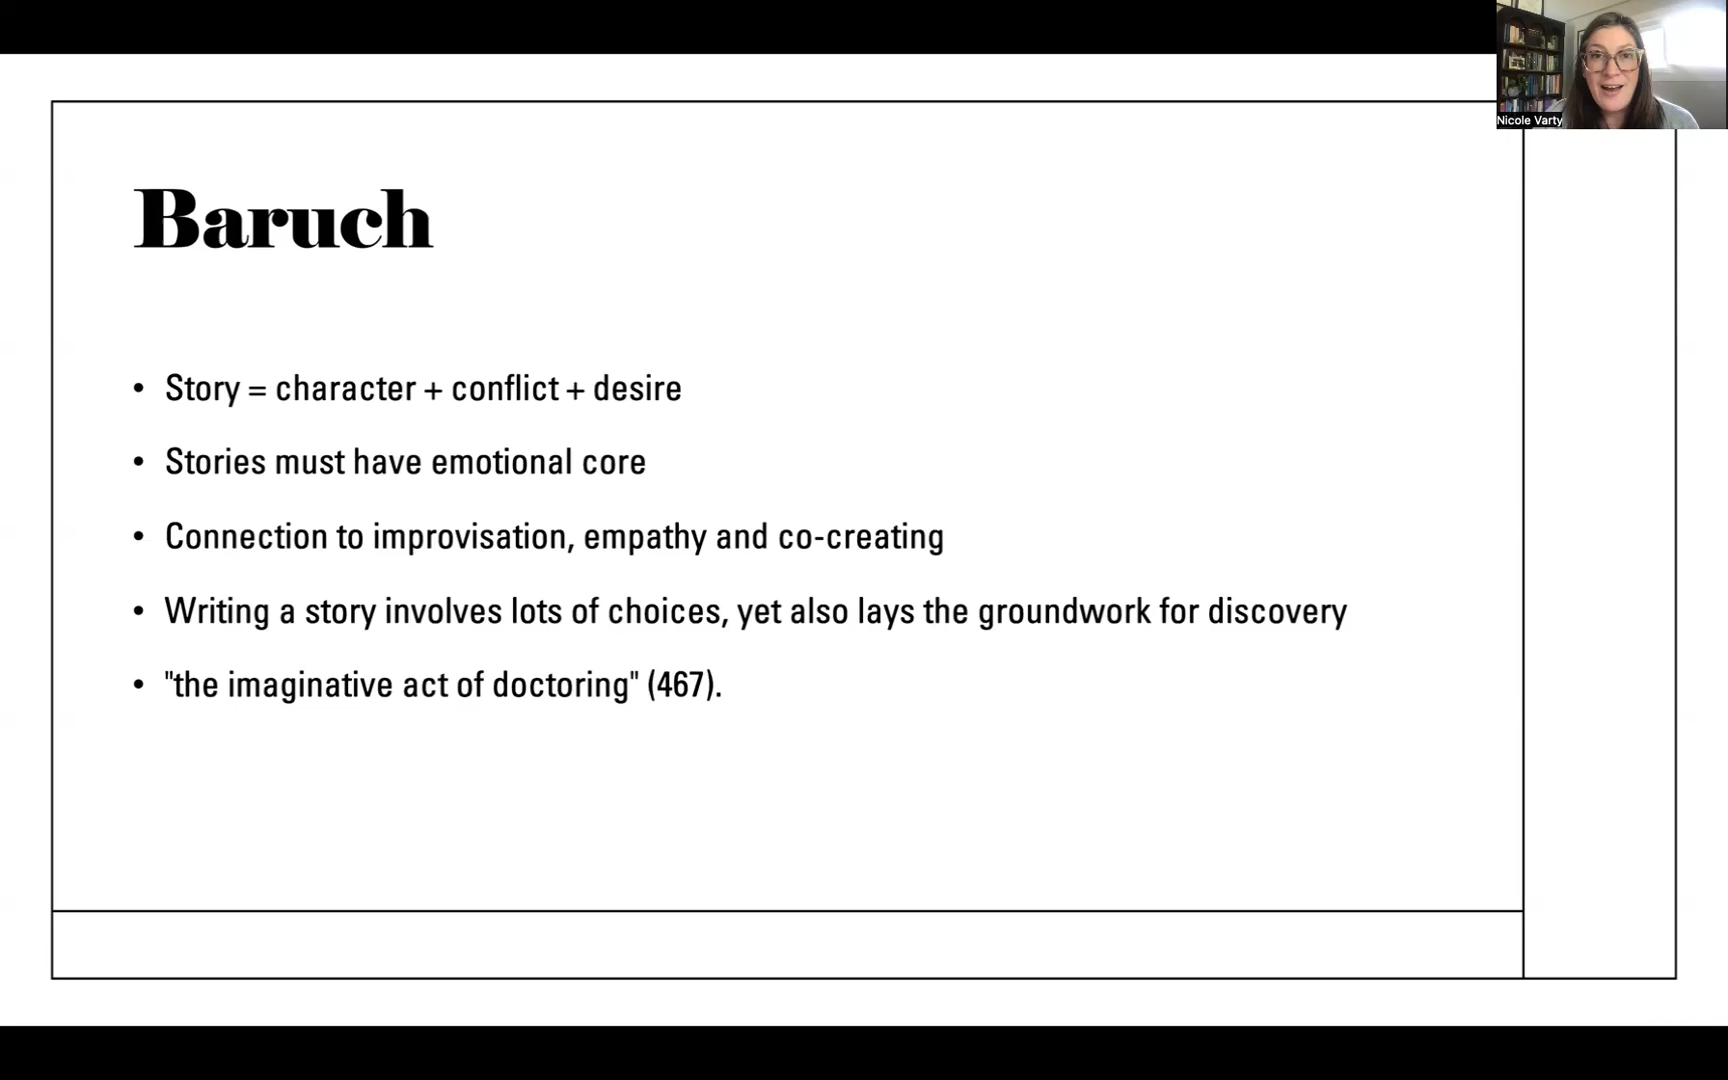 Nicole Varty
Baruch
• Story = character + conflict + desire
• Stories must have emotional core
• Connection to improvisation, empathy and co-creating
• Writing a story involves lots of choices, yet also lays the groundwork for discovery
• "the imaginative act of doctoring" (467).